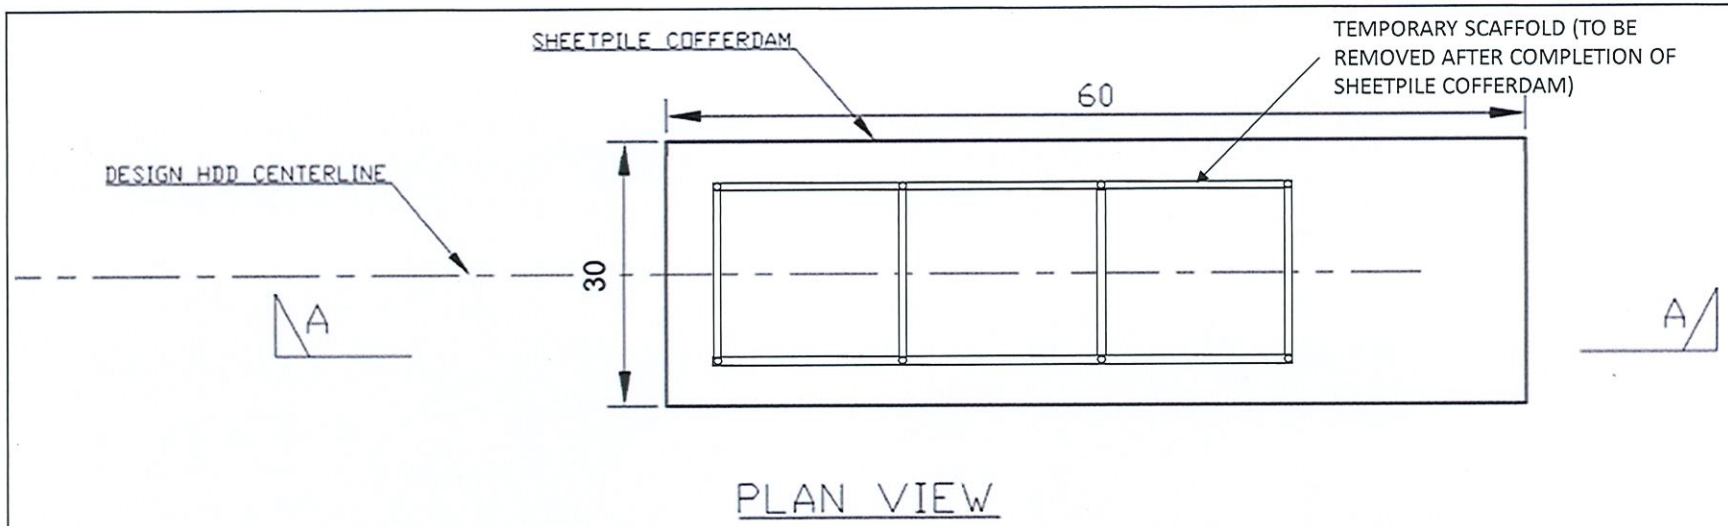 SHEETPILE COFFERDAM
TEMPORARY SCAFFOLD (TO BE
REMOVED AFTER COMPLETION OF
SHEETPILE COFFERDAM)
60
DESIGN HDD CENTERLINE
30
A
A
PLAN VIEW